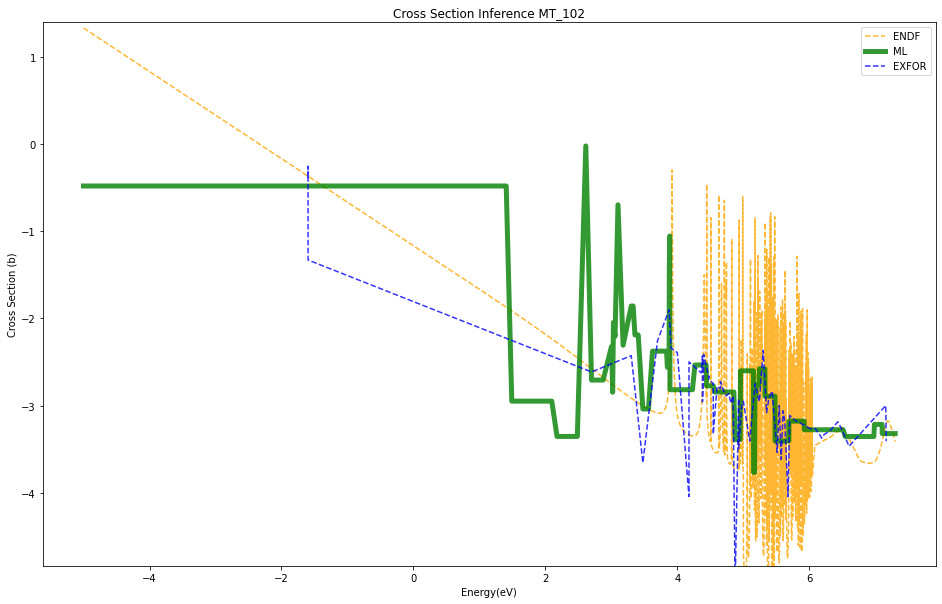 Cross Section Inference MT_102
ENDF
ML
EXFOR
Cross Section (b)
1
0
−1
−2
−3
−4
−4
−2
0
2
4
6
Energy(eV)